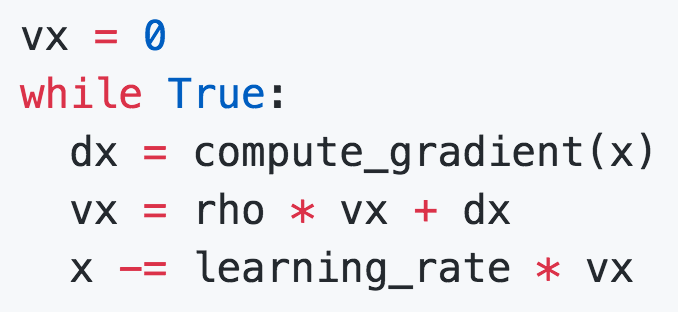 vx = 0
while True:
  dx = compute_gradient(x)
  vx = rho * vx + dx
  x -= learning_rate * vx